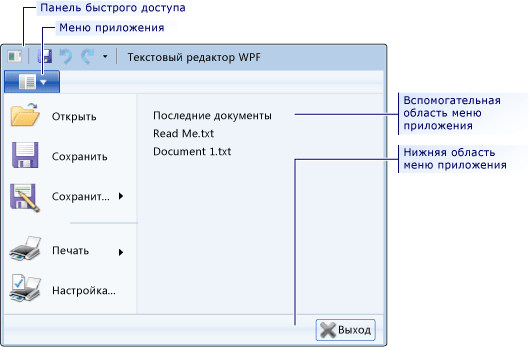 Панель быстрого доступа
Меню приложения
Текстовый редактор WPF
Открыть
Сохранить
Сохранит...
Печать
Настройка...
Последние документы
Read Me.txt
Document 1.txt
Выход
Вспомогательная
область меню
приложения
Нижняя область
меню приложения